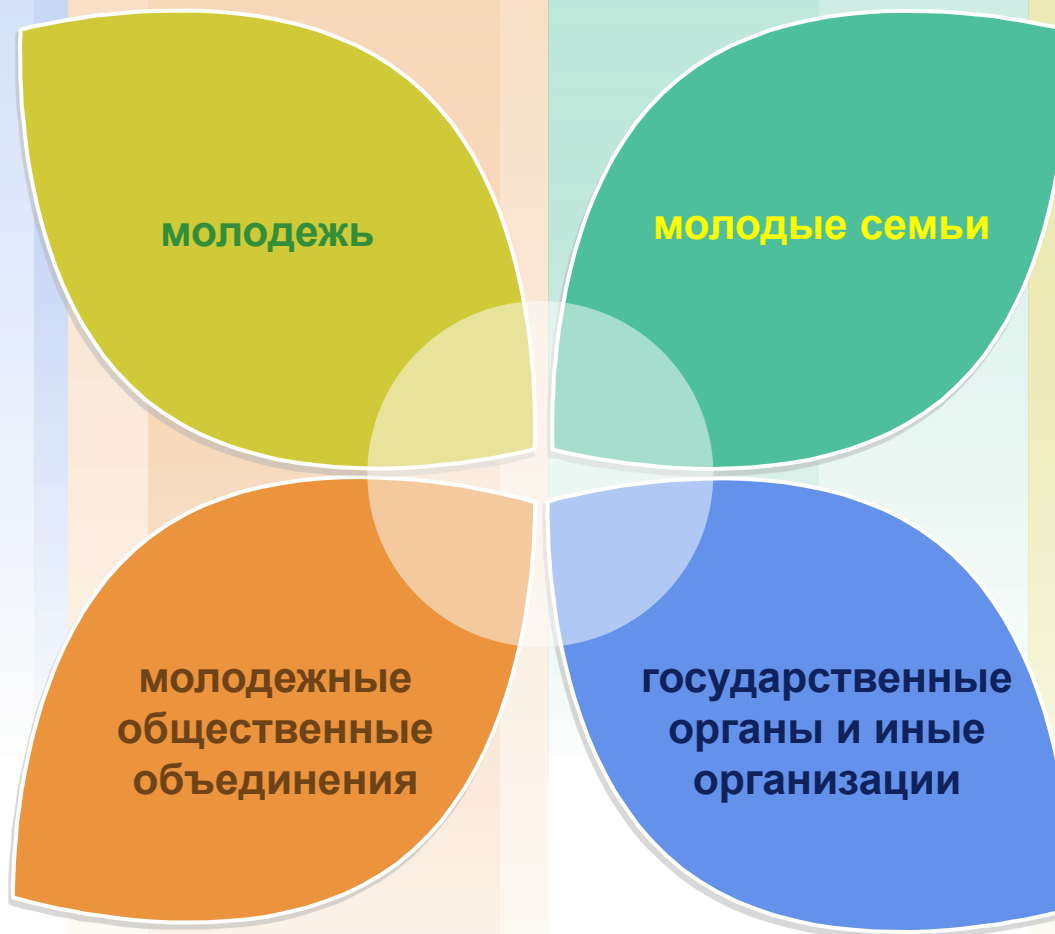 молодежь
молодые семьи
молодежные
общественные
объединения
государственные
органы и иные
организации